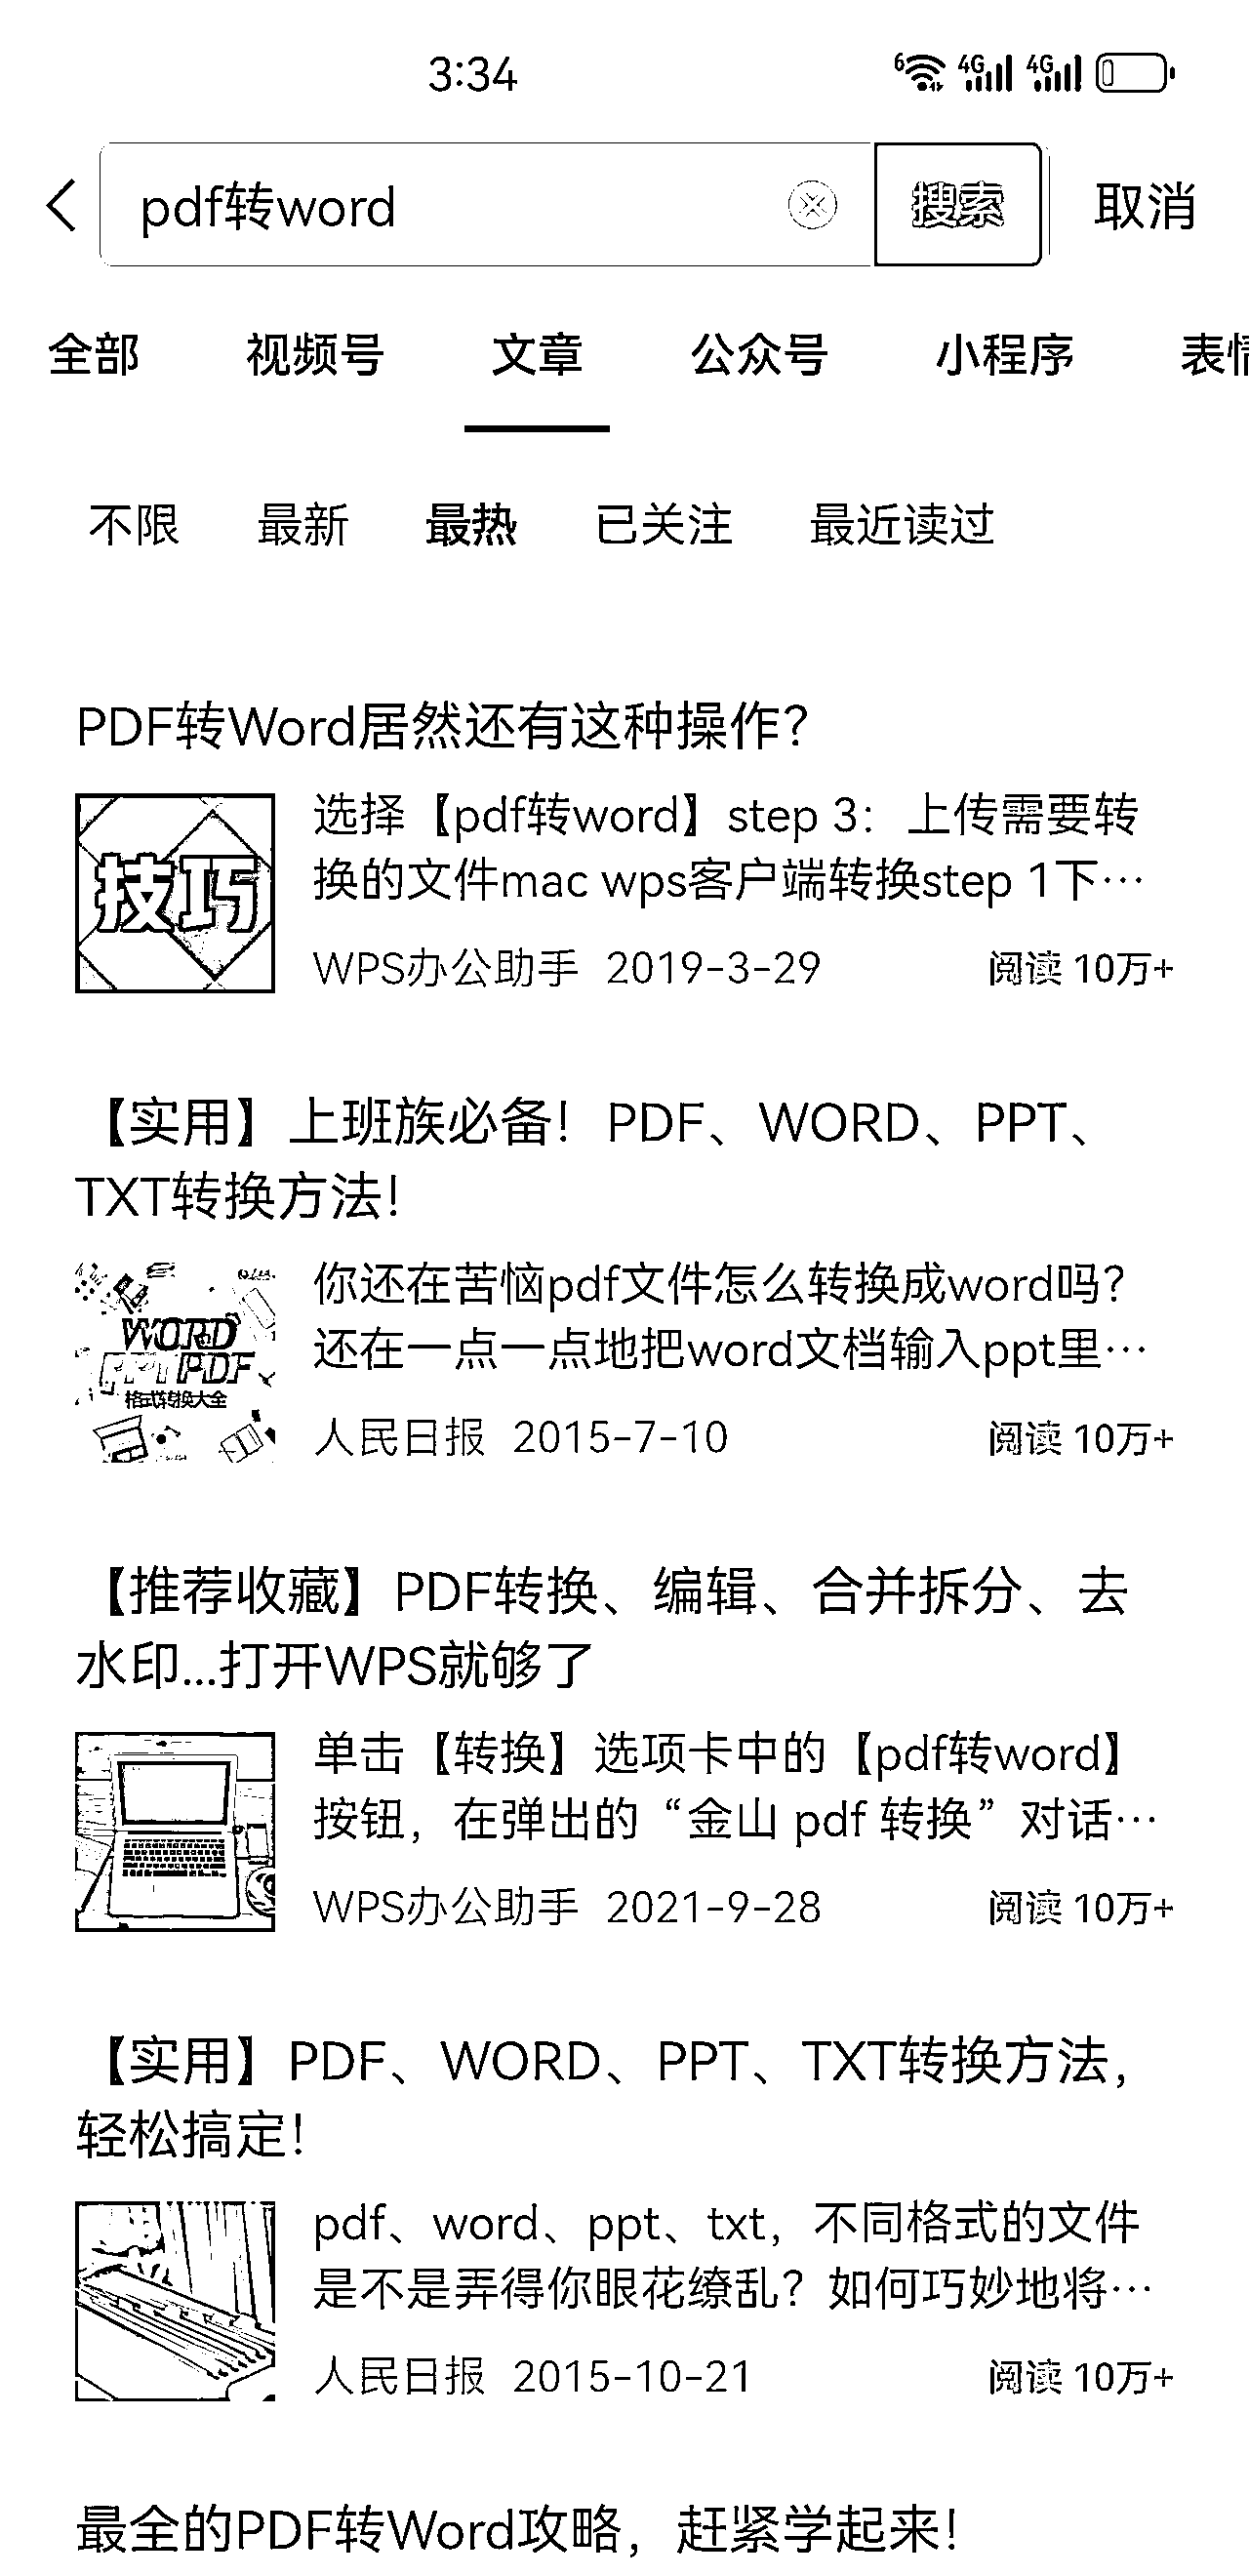 3:34
6 4G 4G
pdf转word
搜索
取消
全部 视频号 文章 公众号 小程序 表情
不限 最新 最热 已关注 最近读过
PDF转Word居然还有这种操作?
技巧
选择【pdf转word】step 3：上传需要转
换的文件mac wps客户端转换step 1下…
WPS办公助手 2019-3-29 阅读 10万+
【实用】上班族必备！PDF、WORD、PPT、
TXT转换方法！
WORD
PPT PDF
格式转换大全
你还在苦恼pdf文件怎么转换成word吗?
还在一点一点地把word文档输入ppt里…
人民日报 2015-7-10 阅读 10万+
【推荐收藏】PDF转换、编辑、合并拆分、去
水印...打开WPS就够了
单击【转换】选项卡中的【pdf转word】
按钮，在弹出的“金山 pdf 转换”对话…
WPS办公助手 2021-9-28 阅读 10万+
【实用】PDF、WORD、PPT、TXT转换方法，
轻松搞定！
pdf、word、ppt、txt，不同格式的文件
是不是弄得你眼花缭乱？如何巧妙地将…
人民日报 2015-10-21 阅读 10万+
最全的PDF转Word攻略，赶紧学起来！